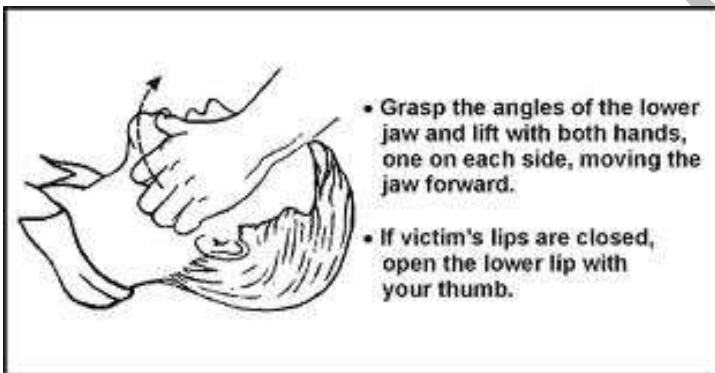 • Grasp the angles of the lower
jaw and lift with both hands,
one on each side, moving the
jaw forward.
• If victim's lips are closed,
open the lower lip with
your thumb.